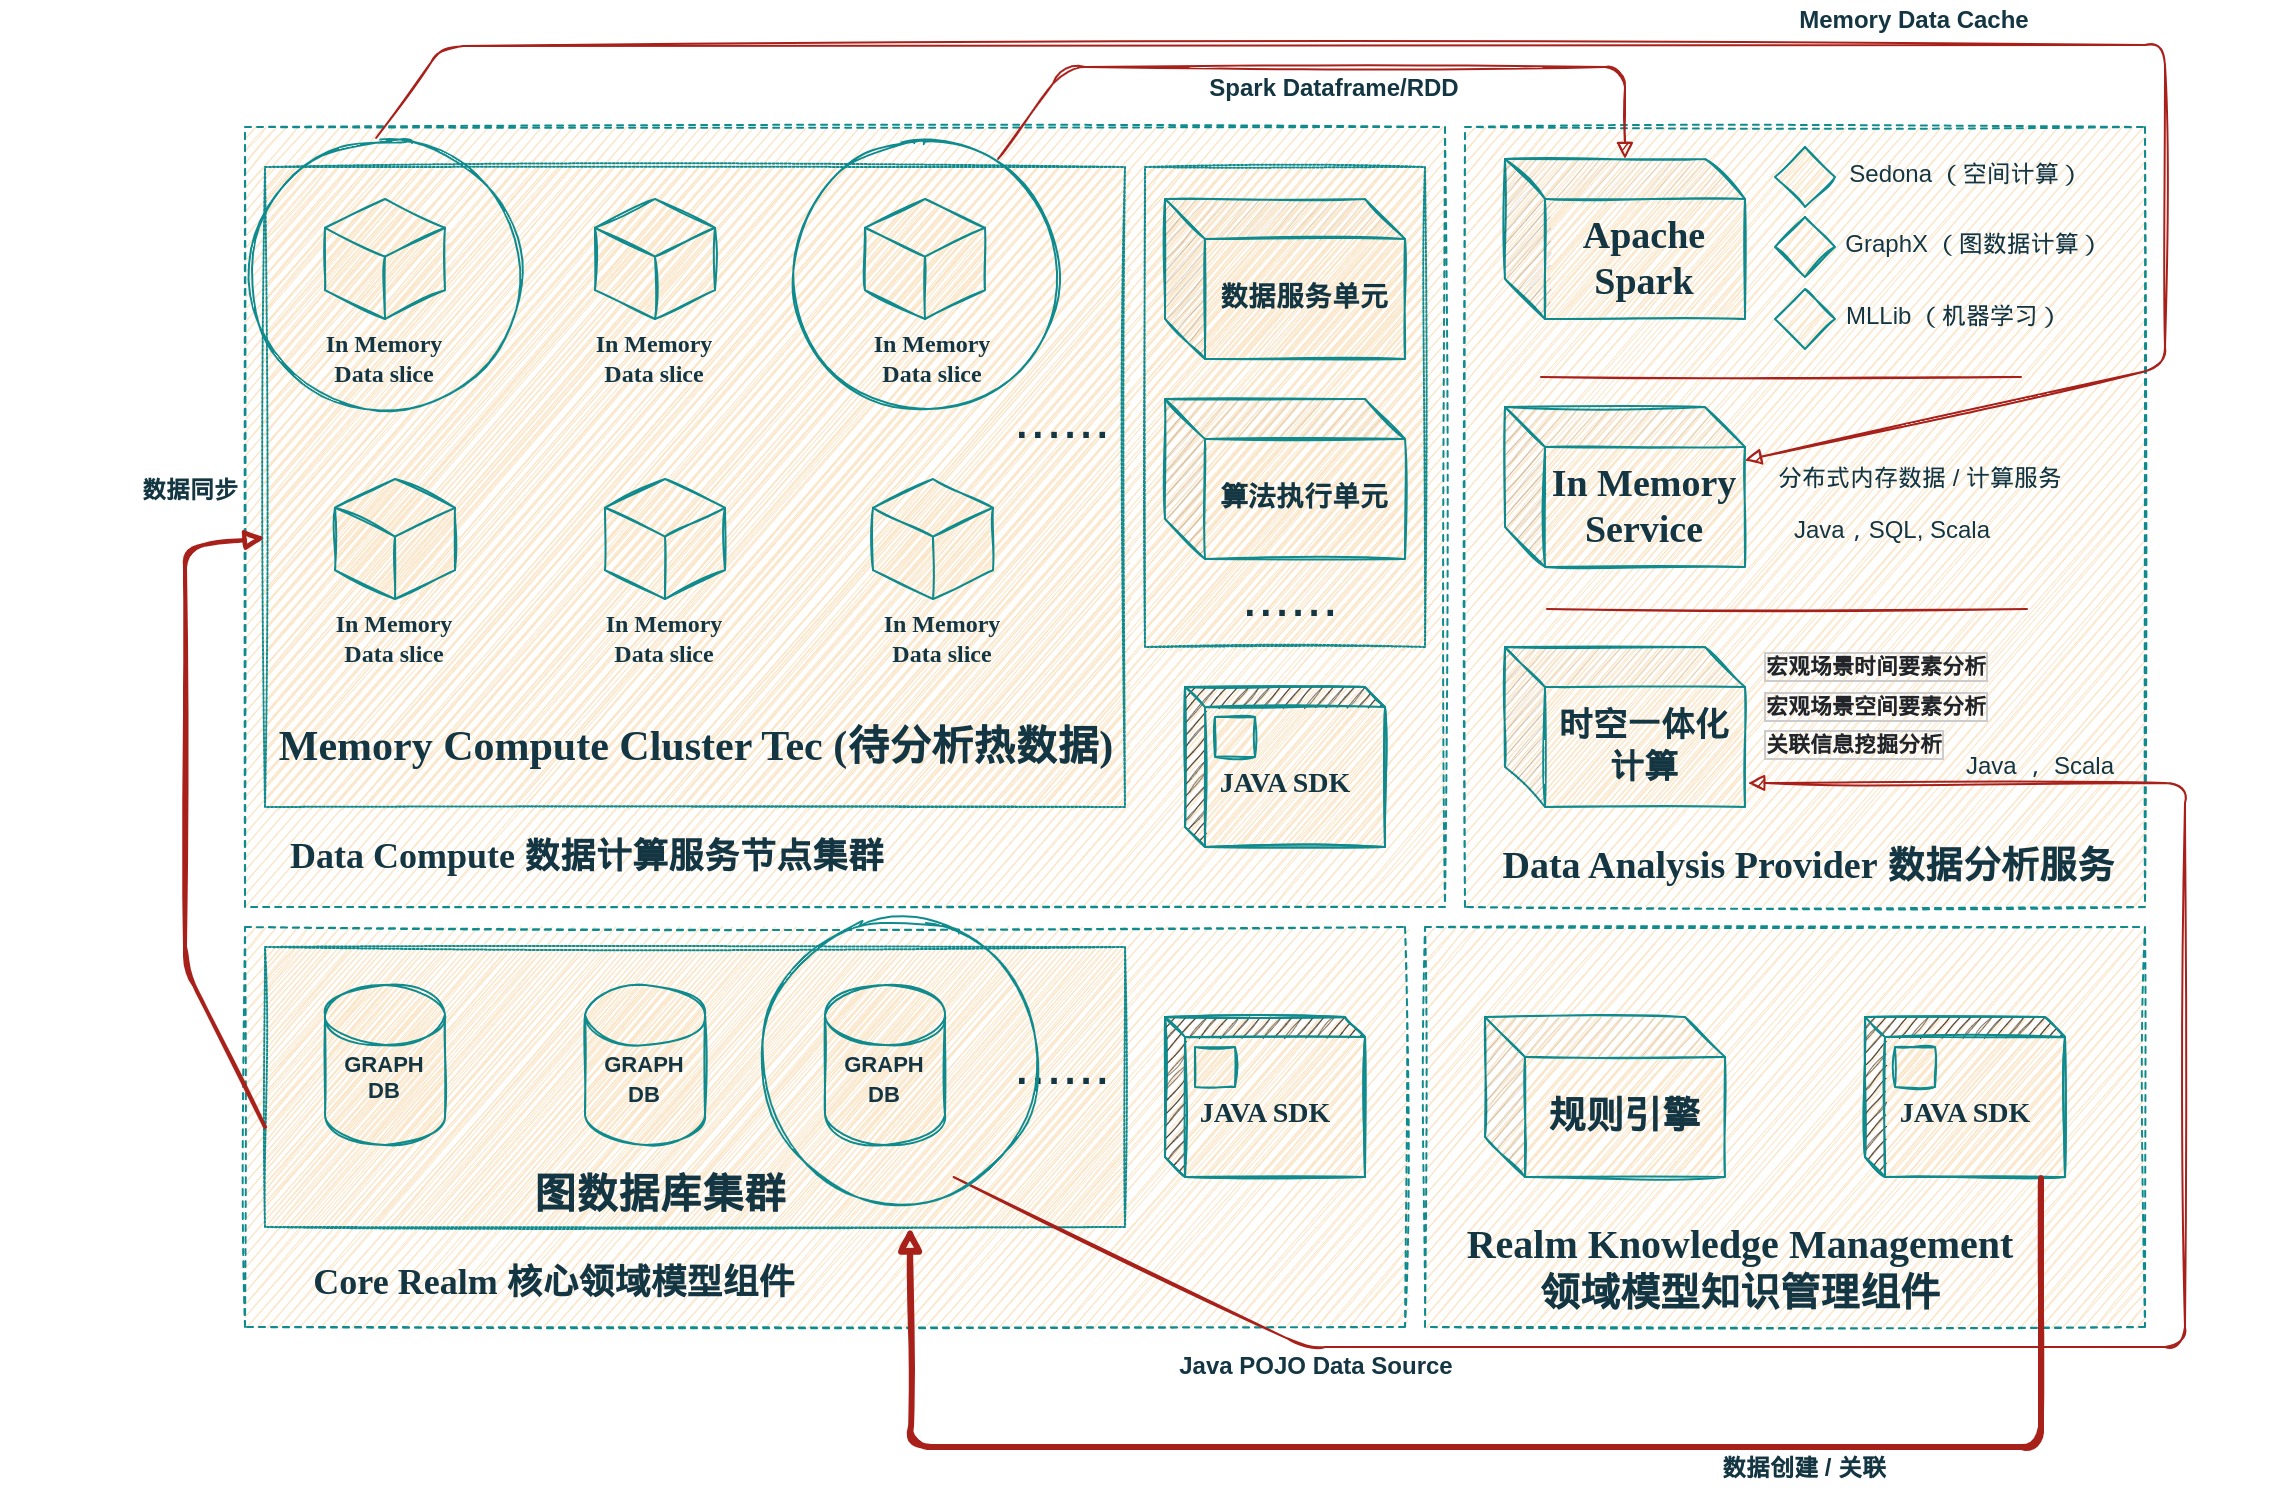 Memory Data Cache
Spark Dataframe/RDD
In Memory
Data slice
In Memory
Data slice
In Memory
Data slice
......
In Memory
Data slice
In Memory
Data slice
In Memory
Data slice
Memory Compute Cluster Tec (待分析热数据)
数据服务单元
算法执行单元
......
JAVA SDK
Data Compute 数据计算服务节点集群
Apache
Spark
Sedona （空间计算）
GraphX （图数据计算）
MLLib （机器学习）
In Memory
Service
分布式内存数据 / 计算服务
Java，SQL, Scala
时空一体化
计算
宏观场景时间要素分析
宏观场景空间要素分析
关联信息挖掘分析
Java ， Scala
Data Analysis Provider 数据分析服务
数据同步
GRAPH
DB
GRAPH
DB
GRAPH
DB
......
图数据库集群
JAVA SDK
Core Realm 核心领域模型组件
规则引擎
JAVA SDK
Realm Knowledge Management
领域模型知识管理组件
Java POJO Data Source
数据创建 / 关联